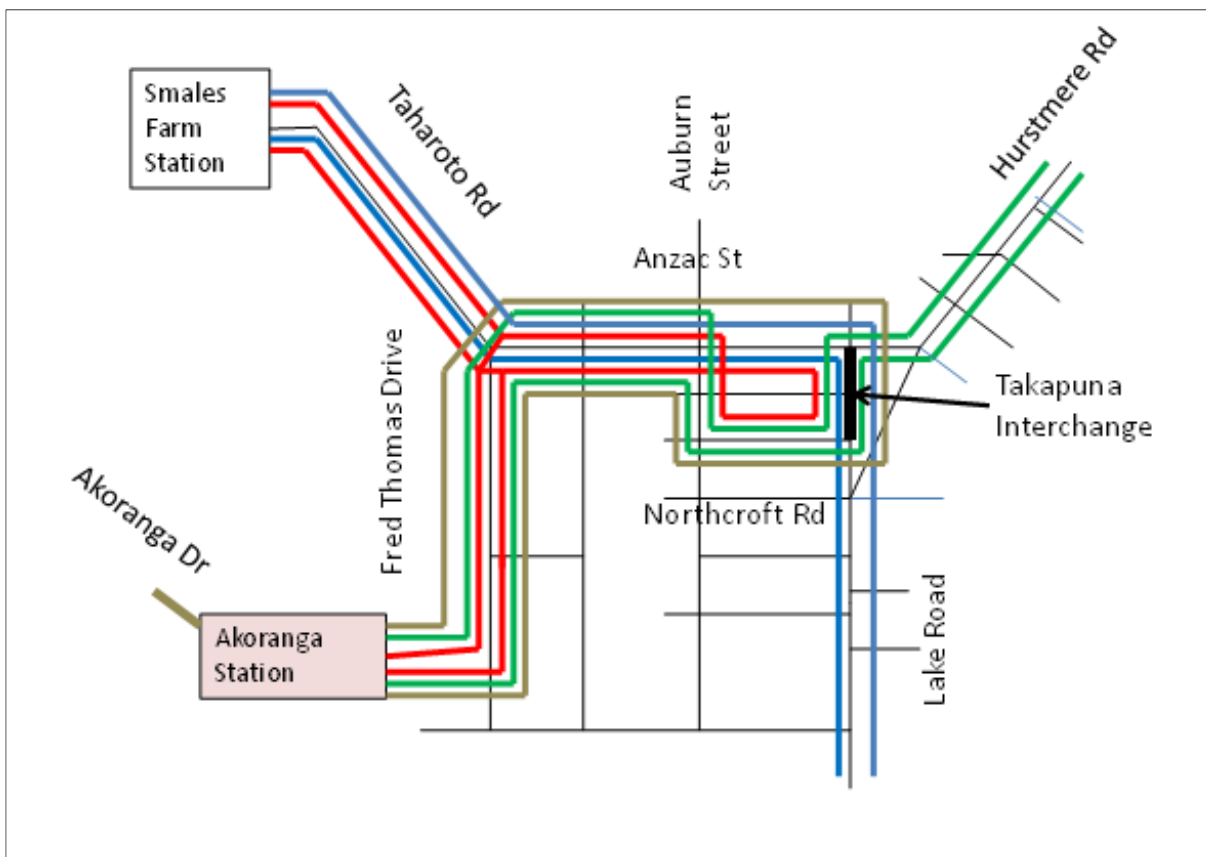 Smales
Farm
Station
Taharoto Rd
Auburn
Street
Hurstmere Rd
Anzac St
Fred Thomas Drive
Takapuna
Interchange
Akoranga Dr
Northcroft Rd
Akoranga
Station
Lake Road